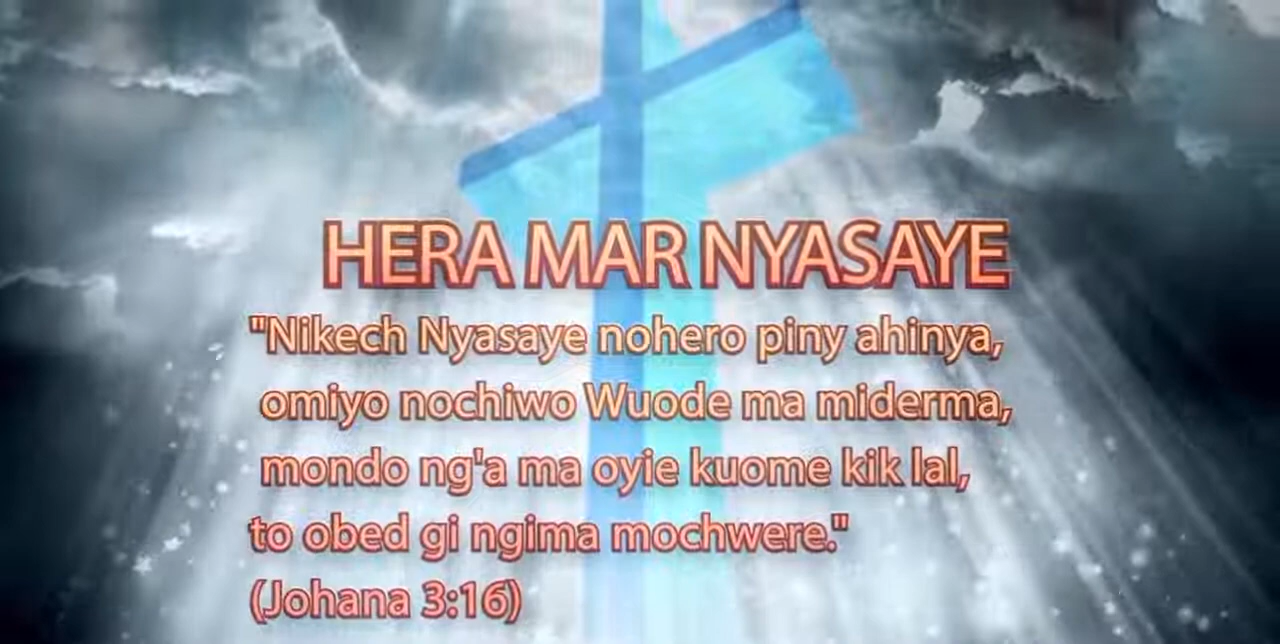 HERA MAR NYASAYE
"Nikech Nyasaye nohero piny ahinya,
omiyo nochiwo Wuode ma miderma,
mondo ng'a ma oyie kuome kik lal,
to obed gi ngima mochwere."
(Johana 3:16)